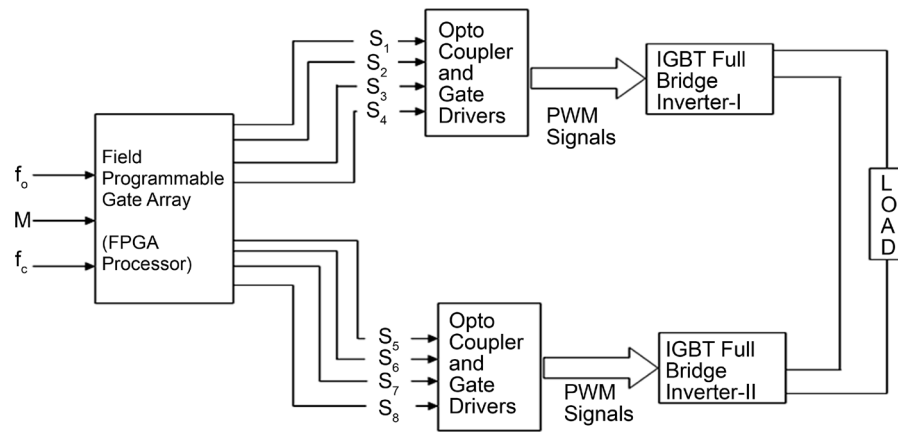 fo
M
fc
Field
Programmable
Gate Array
(FPGA
Processor)
S1
S2
S3
S4
Opto
Coupler
and
Gate
Drivers
PWM
Signals
IGBT Full
Bridge
Inverter-I
LOAD
S5
S6
S7
S8
Opto
Coupler
and
Gate
Drivers
PWM
Signals
IGBT Full
Bridge
Inverter-II